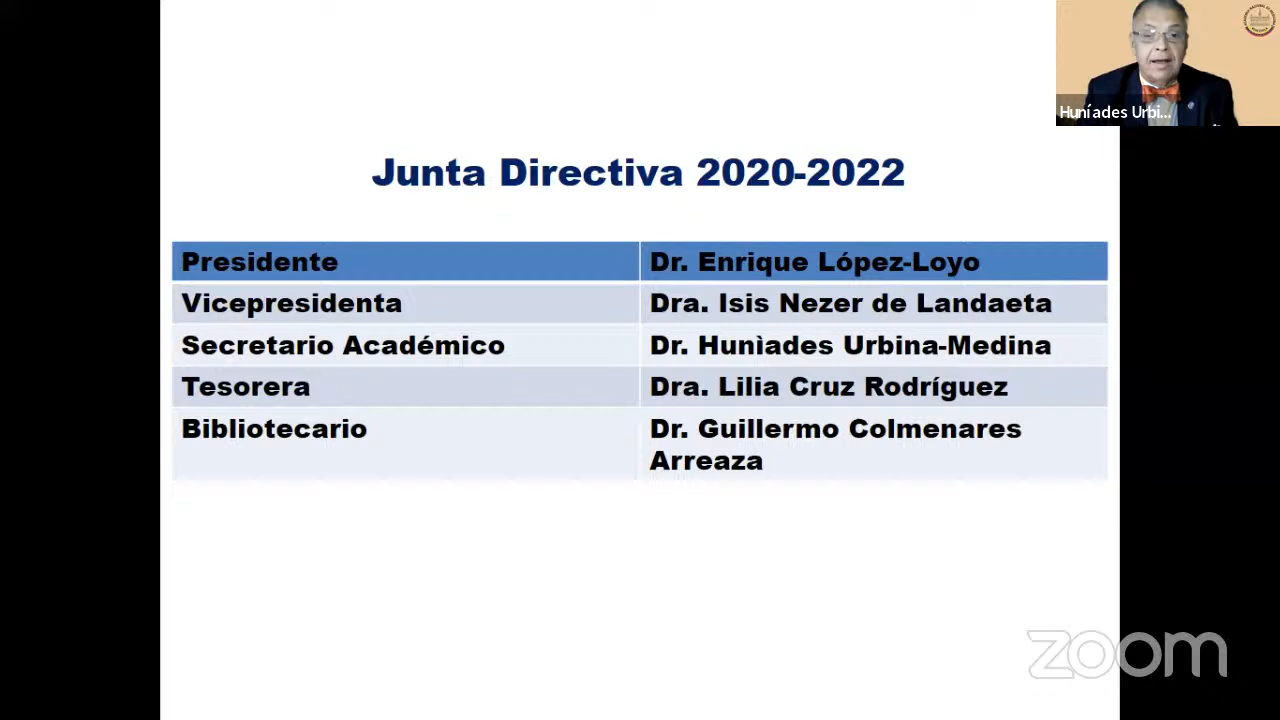 Huníades Urbi...
Junta Directiva 2020-2022
Presidente
Dr. Enrique López-Loyo
Vicepresidenta
Dra. Isis Nezer de Landaeta
Secretario Académico
Dr. Hunìades Urbina-Medina
Tesorera
Dra. Lilia Cruz Rodríguez
Bibliotecario
Dr. Guillermo Colmenares
Arreaza
zoom